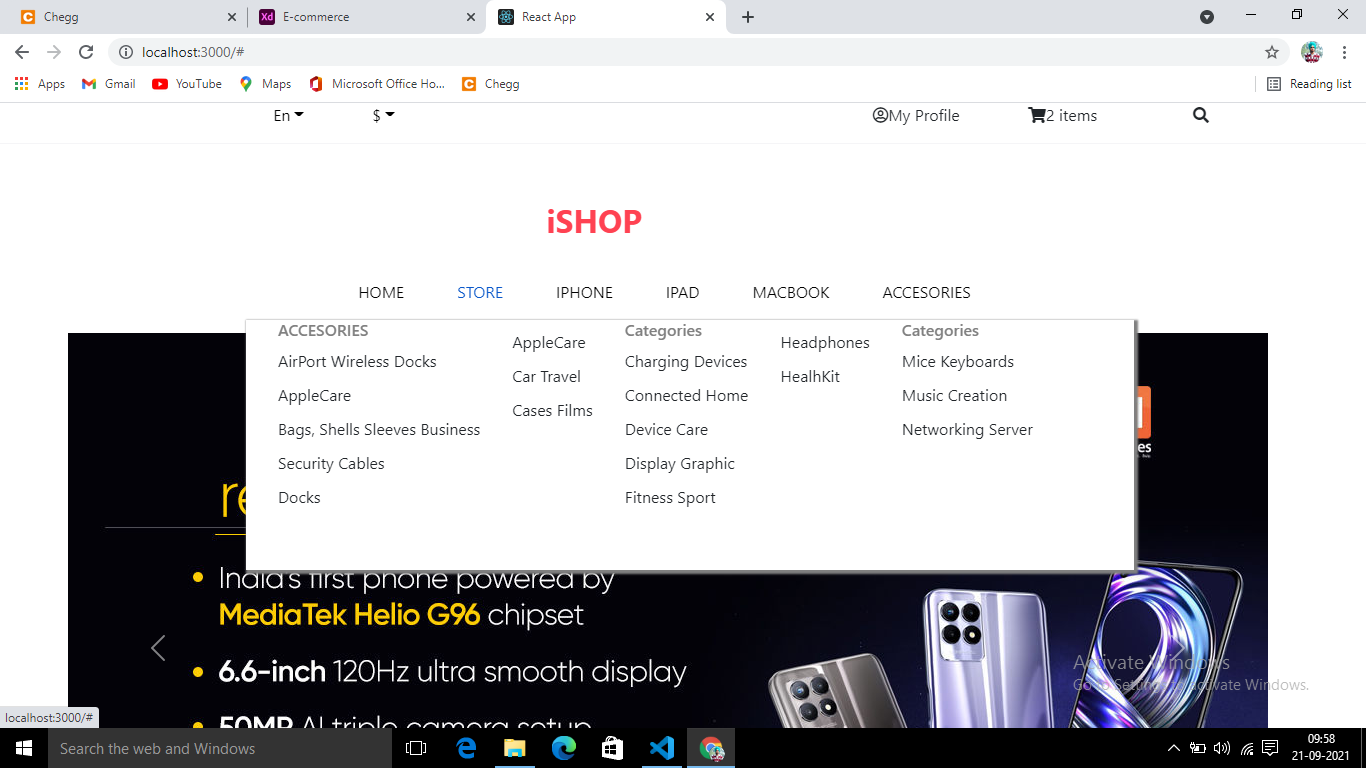 Chegg
E-commerce
React App
localhost:3000/#
Apps
Gmail
YouTube
Maps
Microsoft Office Ho...
Chegg
Reading list
En
$
My Profile
2 items
iSHOP
HOME
STORE
IPHONE
IPAD
MACBOOK
ACCESORIES
ACCESORIES
AirPort Wireless Docks
AppleCare
Bags, Shells Sleeves Business
Security Cables
Docks
AppleCare
Car Travel
Cases Films
Categories
Charging Devices
Connected Home
Device Care
Display Graphic
Fitness Sport
Headphones
HealhKit
Categories
Mice Keyboards
Music Creation
Networking Server
re
India's first phone powered by
MediaTek Helio G96 chipset
6.6-inch 120Hz ultra smooth display
50MP AI triple camera setup
Activate Windows
Go to Settings to activate Windows.
localhost:3000/#
Search the web and Windows
09:58
21-09-2021